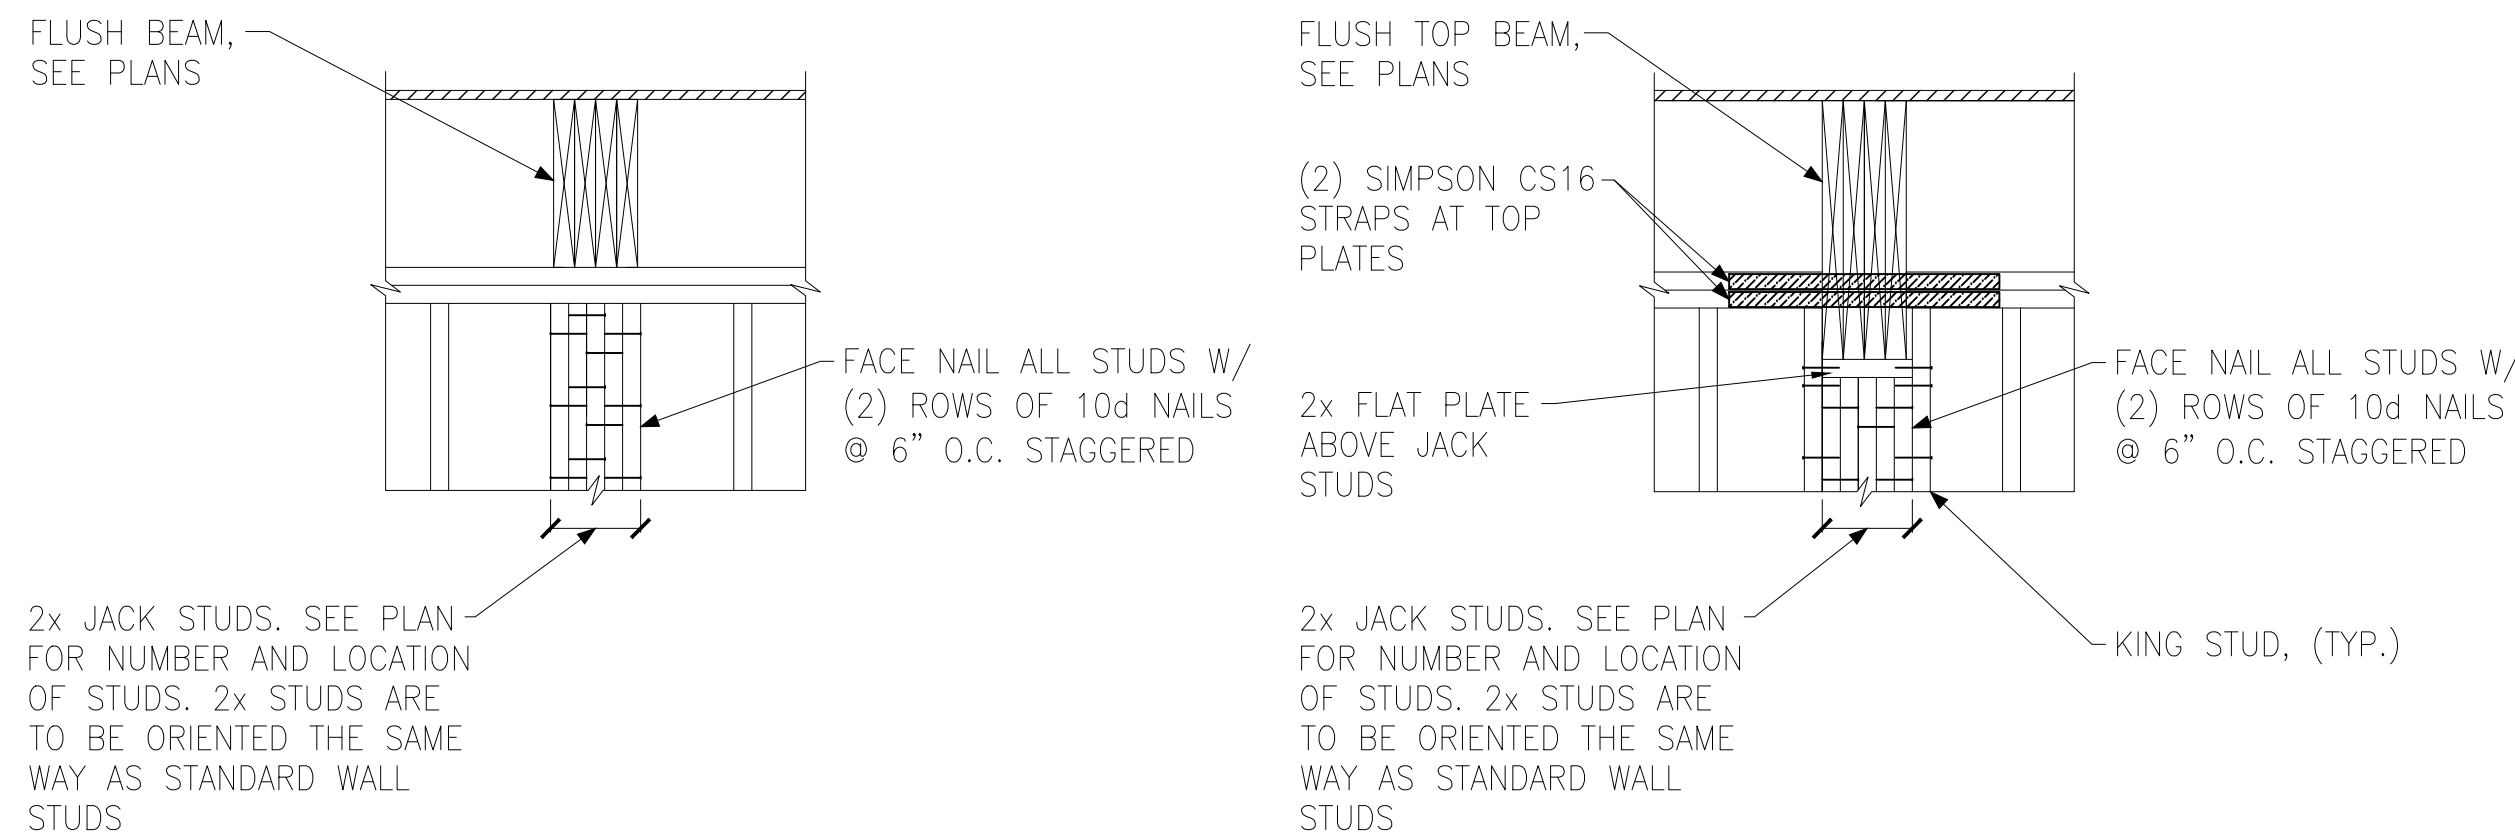 FLUSH BEAM,
SEE PLANS
FACE NAIL ALL STUDS W/
(2) ROWS OF 10d NAILS
@ 6" O.C. STAGGERED
2x JACK STUDS. SEE PLAN
FOR NUMBER AND LOCATION
OF STUDS. 2x STUDS ARE
TO BE ORIENTED THE SAME
WAY AS STANDARD WALL
STUDS
FLUSH TOP BEAM,
SEE PLANS
(2) SIMPSON CS16
STRAPS AT TOP
PLATES
2x FLAT PLATE
ABOVE JACK
STUDS
FACE NAIL ALL STUDS W/
(2) ROWS OF 10d NAILS
@ 6" O.C. STAGGERED
2x JACK STUDS. SEE PLAN
FOR NUMBER AND LOCATION
OF STUDS. 2x STUDS ARE
TO BE ORIENTED THE SAME
WAY AS STANDARD WALL
STUDS
KING STUD, (TYP.)